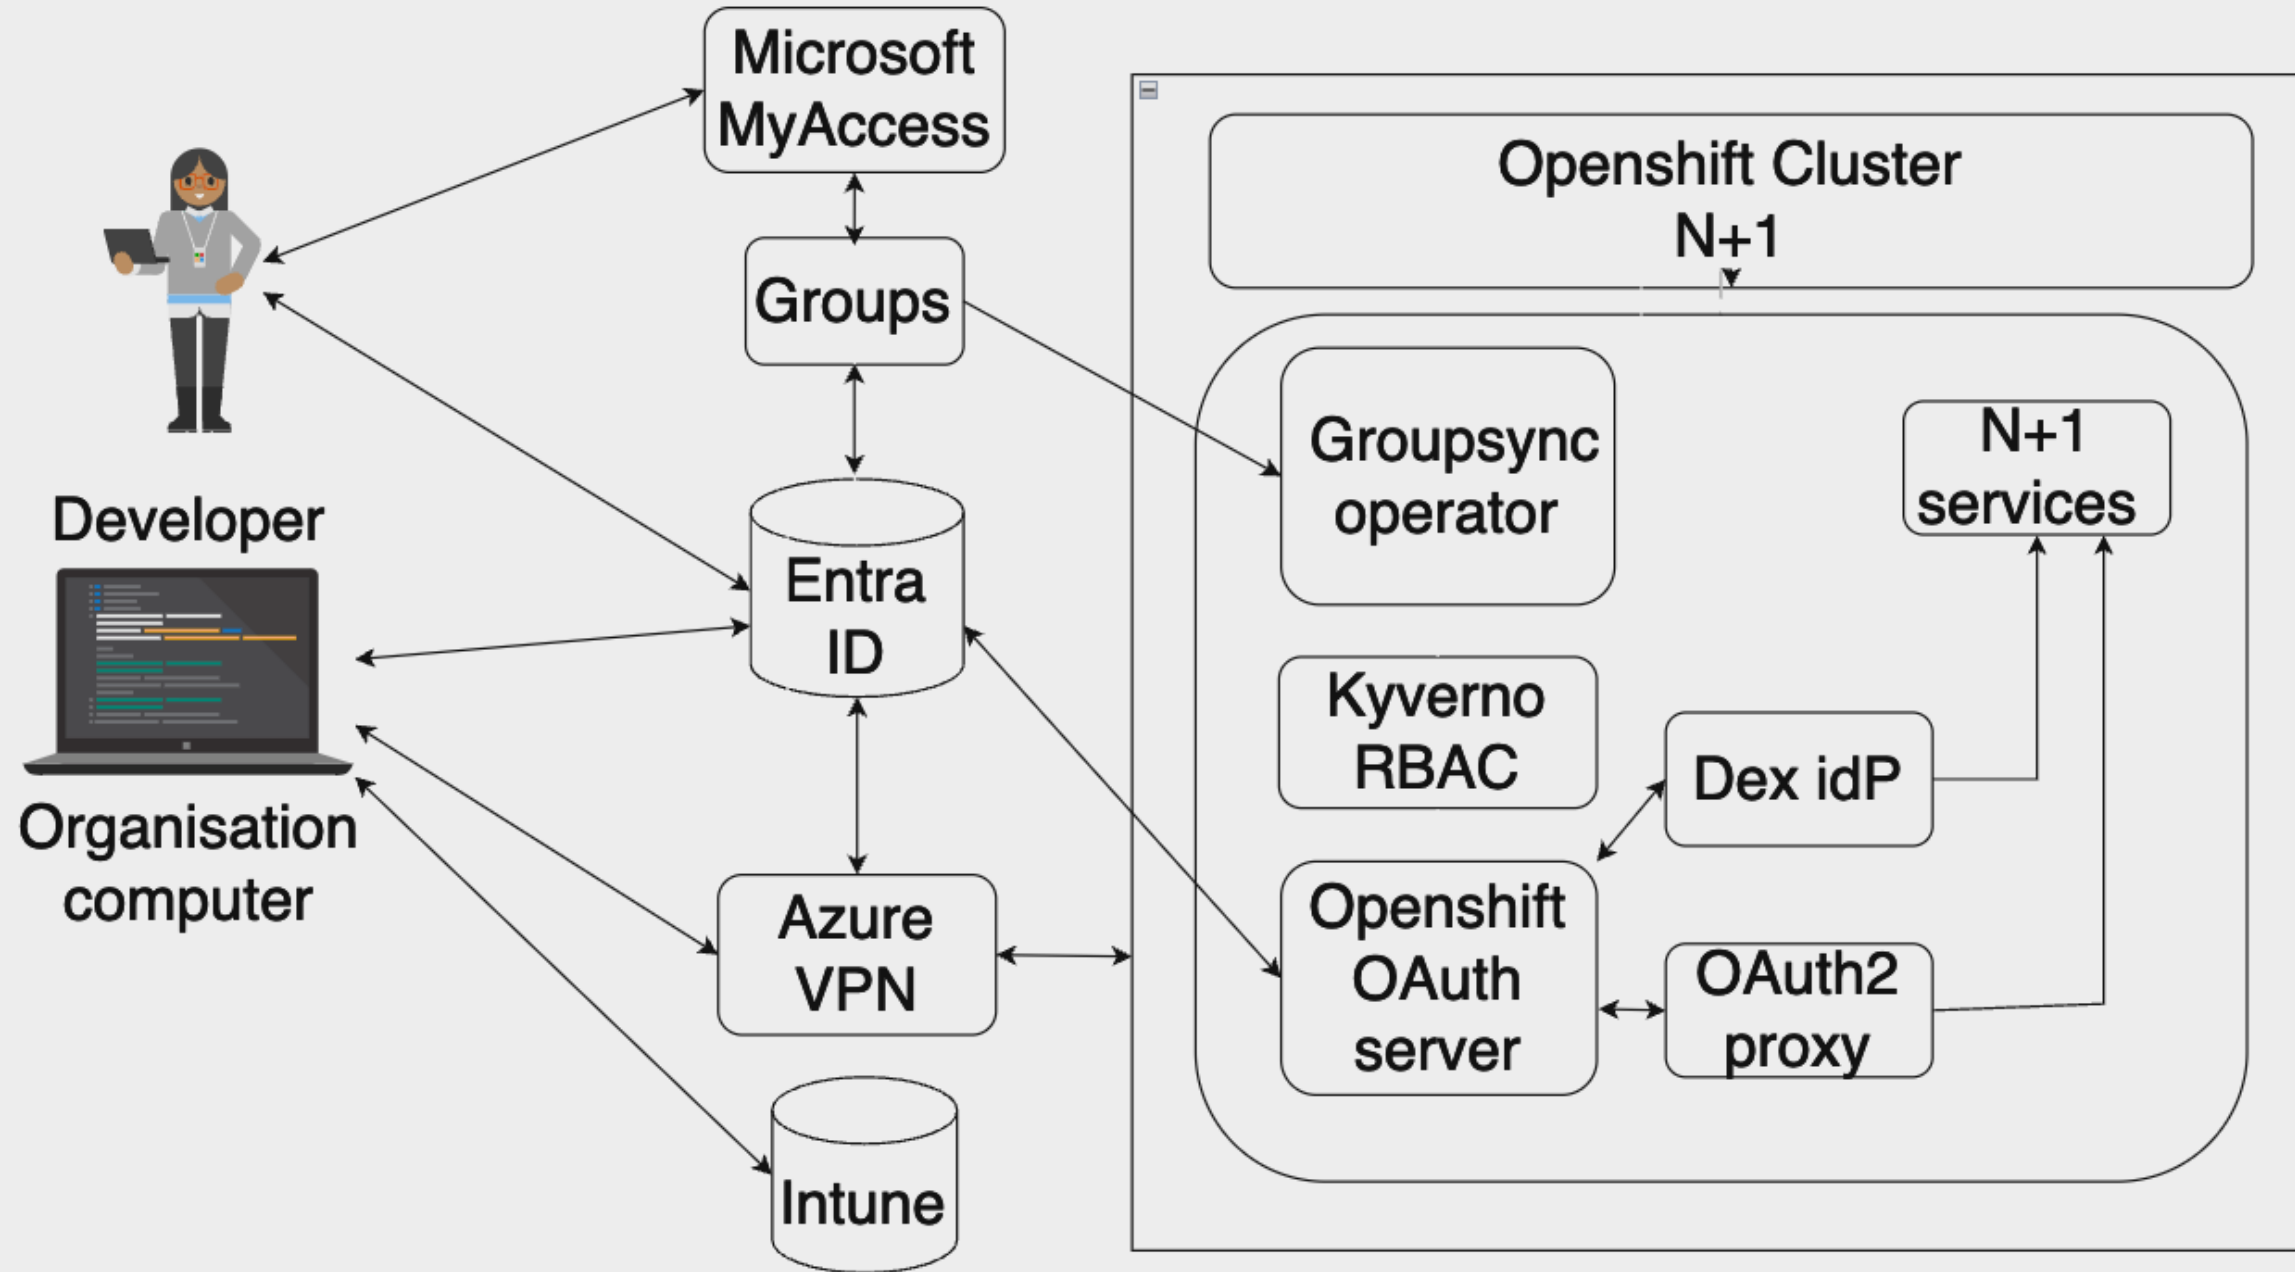 Microsoft
MyAccess
Groups
Developer
Entra
ID
Organisation
computer
Azure
VPN
Intune
Openshift Cluster
N+1
Groupsync
operator
N+1
services
Kyverno
RBAC
Dex idP
Openshift
OAuth
server
OAuth2
proxy